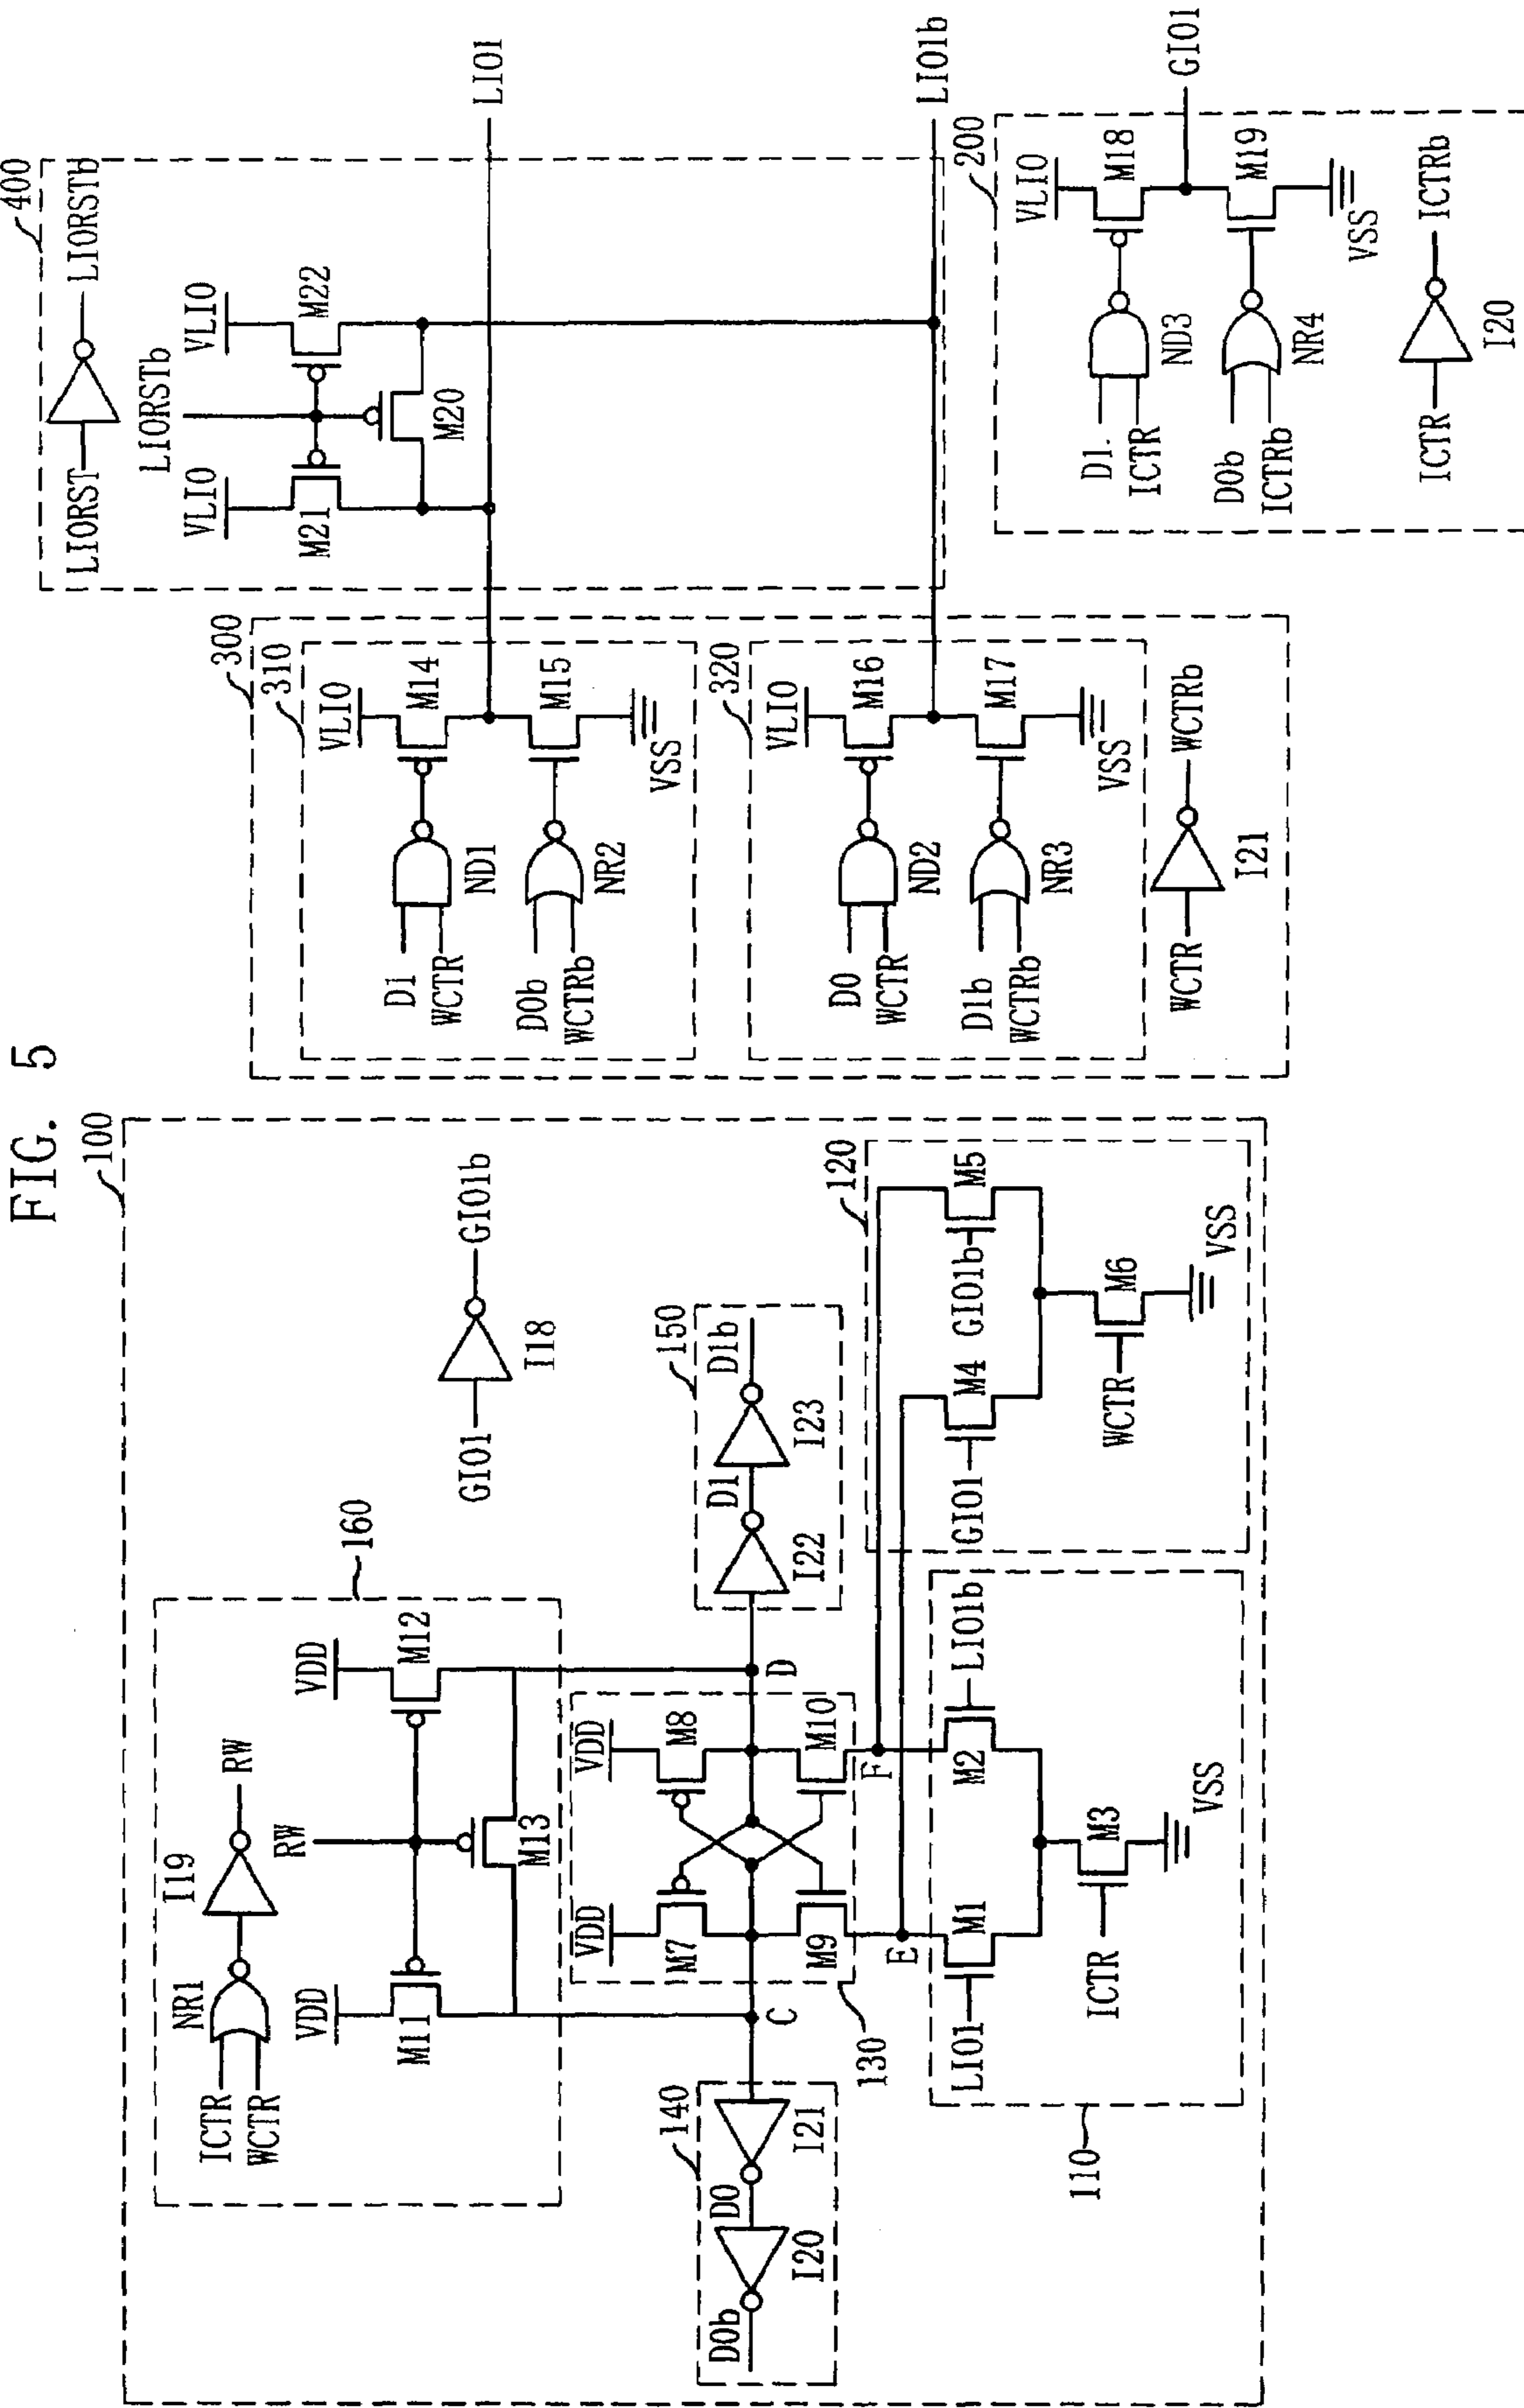 FIG. 5
100
160
I19
RW
NR1
ICTR
WCTR
RW
VDD
VDD
M11
M12
M13
GIO1
GIO1b
I18
140
D0b
D0
I20
I21
C
130
VDD
VDD
M7
M8
M9
M10
D
E
F
150
D1
D1b
I22
I23
110
LIO1
M1
M2
LIO1b
ICTR
M3
VSS
120
GIO1
M4
GIO1b
M5
WCTR
M6
VSS
300
310
VLIO
D1
WCTR
ND1
M14
D0b
WCTRb
NR2
M15
VSS
320
VLIO
D0
WCTR
ND2
M16
D1b
WCTRb
NR3
M17
VSS
WCTR
WCTRb
I21
400
LIORST
LIORSTb
LIORSTb
VLIO
VLIO
M21
M22
M20
LIO1
LIO1b
200
VLIO
D1
ICTR
ND3
M18
GIO1
D0b
ICTRb
NR4
M19
VSS
ICTR
ICTRb
I20